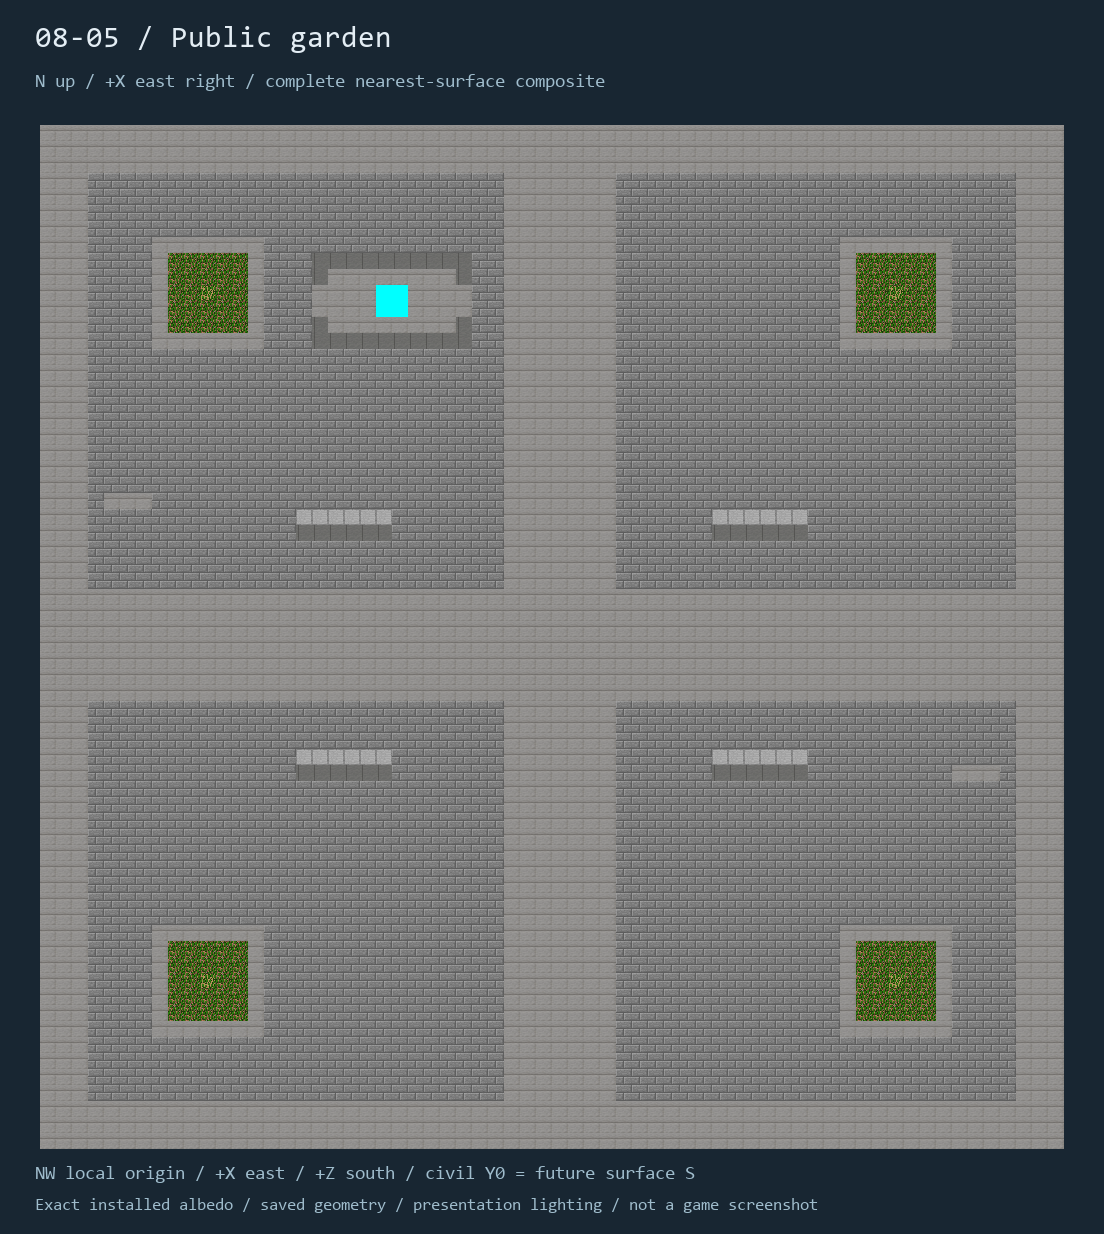 08-05 / Public garden
N up / +X east right / complete nearest-surface composite
NW local origin / +X east / +Z south / civil Y0 = future surface S
Exact installed albedo / saved geometry / presentation lighting / not a game screenshot